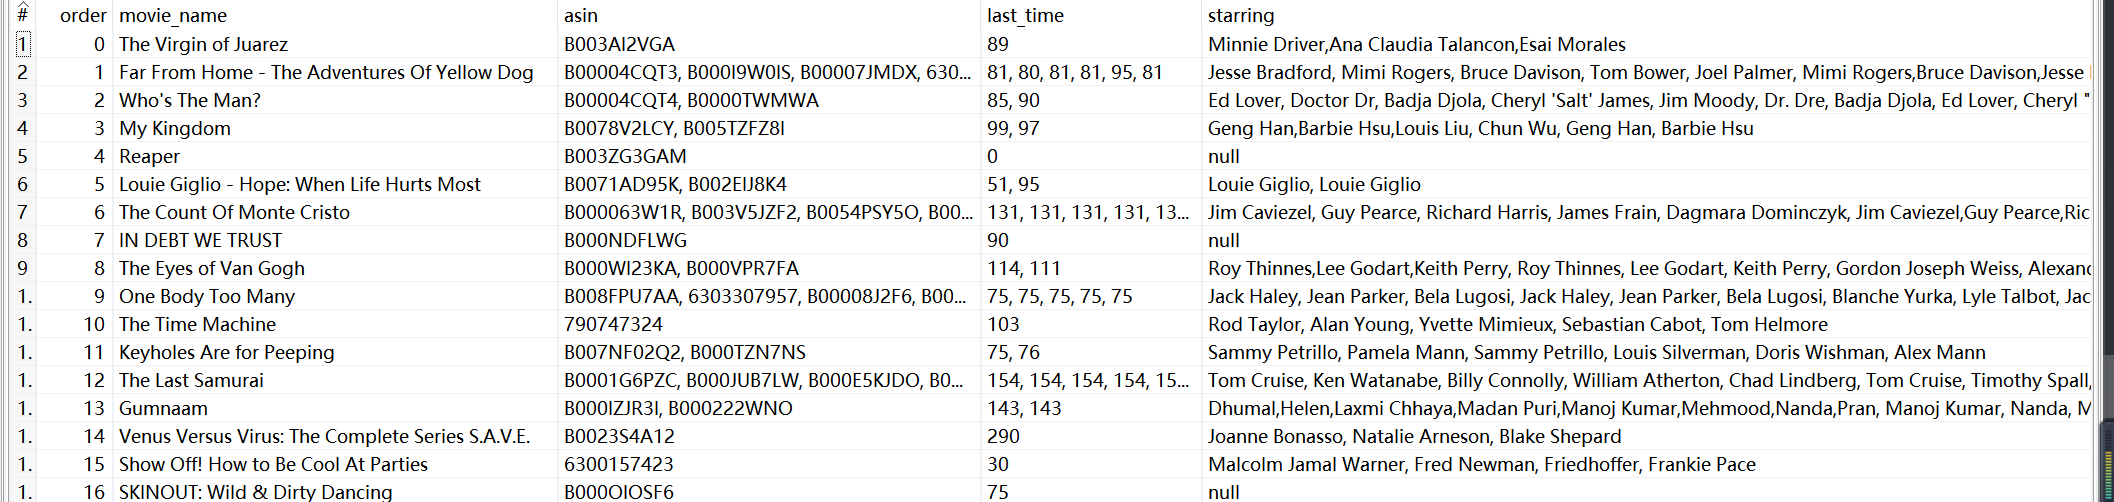 # order movie_name asin last_time starring
1 0 The Virgin of Juarez B003AI2VGA 89 Minnie Driver,Ana Claudia Talancon,Esai Morales
2 1 Far From Home - The Adventures Of Yellow Dog B00004CQT3, B000I9W0IS, B00007JMDX, 630... 81, 80, 81, 81, 95, 81 Jesse Bradford, Mimi Rogers, Bruce Davison, Tom Bower, Joel Palmer, Mimi Rogers,Bruce Davison,Jesse
3 2 Who's The Man? B00004CQT4, B0000TWMWA 85, 90 Ed Lover, Doctor Dr, Badja Djola, Cheryl 'Salt' James, Jim Moody, Dr. Dre, Badja Djola, Ed Lover, Cheryl "
4 3 My Kingdom B0078V2LCY, B005TZFZ8I 99, 97 Geng Han,Barbie Hsu,Louis Liu, Chun Wu, Geng Han, Barbie Hsu
5 4 Reaper B003ZG3GAM 0 null
6 5 Louie Giglio - Hope: When Life Hurts Most B0071AD95K, B002EIJ8K4 51, 95 Louie Giglio, Louie Giglio
7 6 The Count Of Monte Cristo B000063W1R, B003V5JZF2, B0054PSY5O, B00... 131, 131, 131, 131, 13... Jim Caviezel, Guy Pearce, Richard Harris, James Frain, Dagmara Dominczyk, Jim Caviezel,Guy Pearce,Ric
8 7 IN DEBT WE TRUST B000NDFLWG 90 null
9 8 The Eyes of Van Gogh B000WI23KA, B000VPR7FA 114, 111 Roy Thinnes,Lee Godart,Keith Perry, Roy Thinnes, Lee Godart, Keith Perry, Gordon Joseph Weiss, Alexand
1. 9 One Body Too Many B008FPU7AA, 6303307957, B00008J2F6, B00... 75, 75, 75, 75, 75 Jack Haley, Jean Parker, Bela Lugosi, Jack Haley, Jean Parker, Bela Lugosi, Blanche Yurka, Lyle Talbot, Jac
1. 10 The Time Machine 790747324 103 Rod Taylor, Alan Young, Yvette Mimieux, Sebastian Cabot, Tom Helmore
1. 11 Keyholes Are for Peeping B007NF02Q2, B000TZN7NS 75, 76 Sammy Petrillo, Pamela Mann, Sammy Petrillo, Louis Silverman, Doris Wishman, Alex Mann
1. 12 The Last Samurai B0001G6PZC, B000JUB7LW, B000E5KJDO, B0... 154, 154, 154, 154, 15... Tom Cruise, Ken Watanabe, Billy Connolly, William Atherton, Chad Lindberg, Tom Cruise, Timothy Spall,
1. 13 Gumnaam B000IZJR3I, B000222WNO 143, 143 Dhumal,Helen,Laxmi Chhaya,Madan Puri,Manoj Kumar,Mehmood,Nanda,Pran, Manoj Kumar, Nanda, M
1. 14 Venus Versus Virus: The Complete Series S.A.V.E. B0023S4A12 290 Joanne Bonasso, Natalie Arneson, Blake Shepard
1. 15 Show Off! How to Be Cool At Parties 6300157423 30 Malcolm Jamal Warner, Fred Newman, Friedhoffer, Frankie Pace
1. 16 SKINOUT: Wild & Dirty Dancing B000OIOSF6 75 null